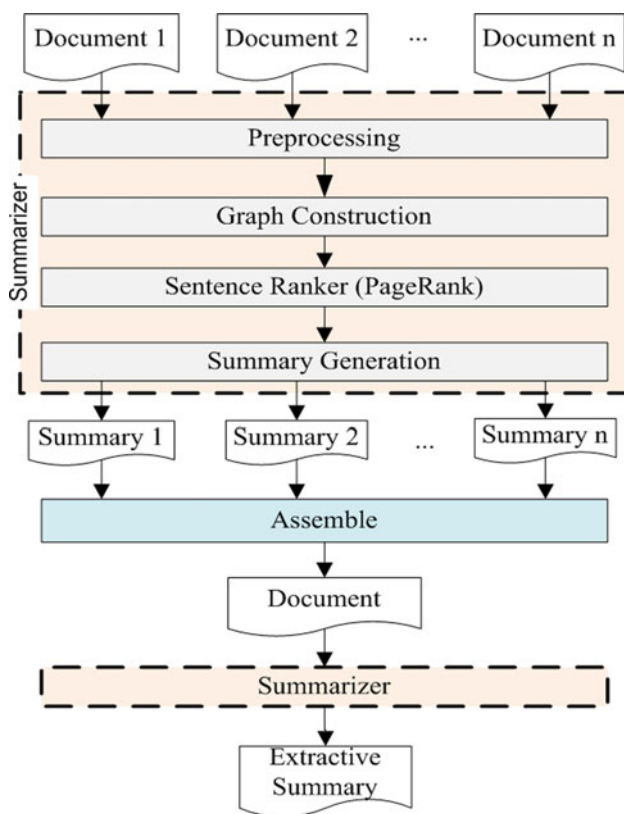 Document 1
Document 2
...
Document n
Summarizer
Preprocessing
Graph Construction
Sentence Ranker (PageRank)
Summary Generation
Summary 1
Summary 2
...
Summary n
Assemble
Document
Summarizer
Extractive
Summary